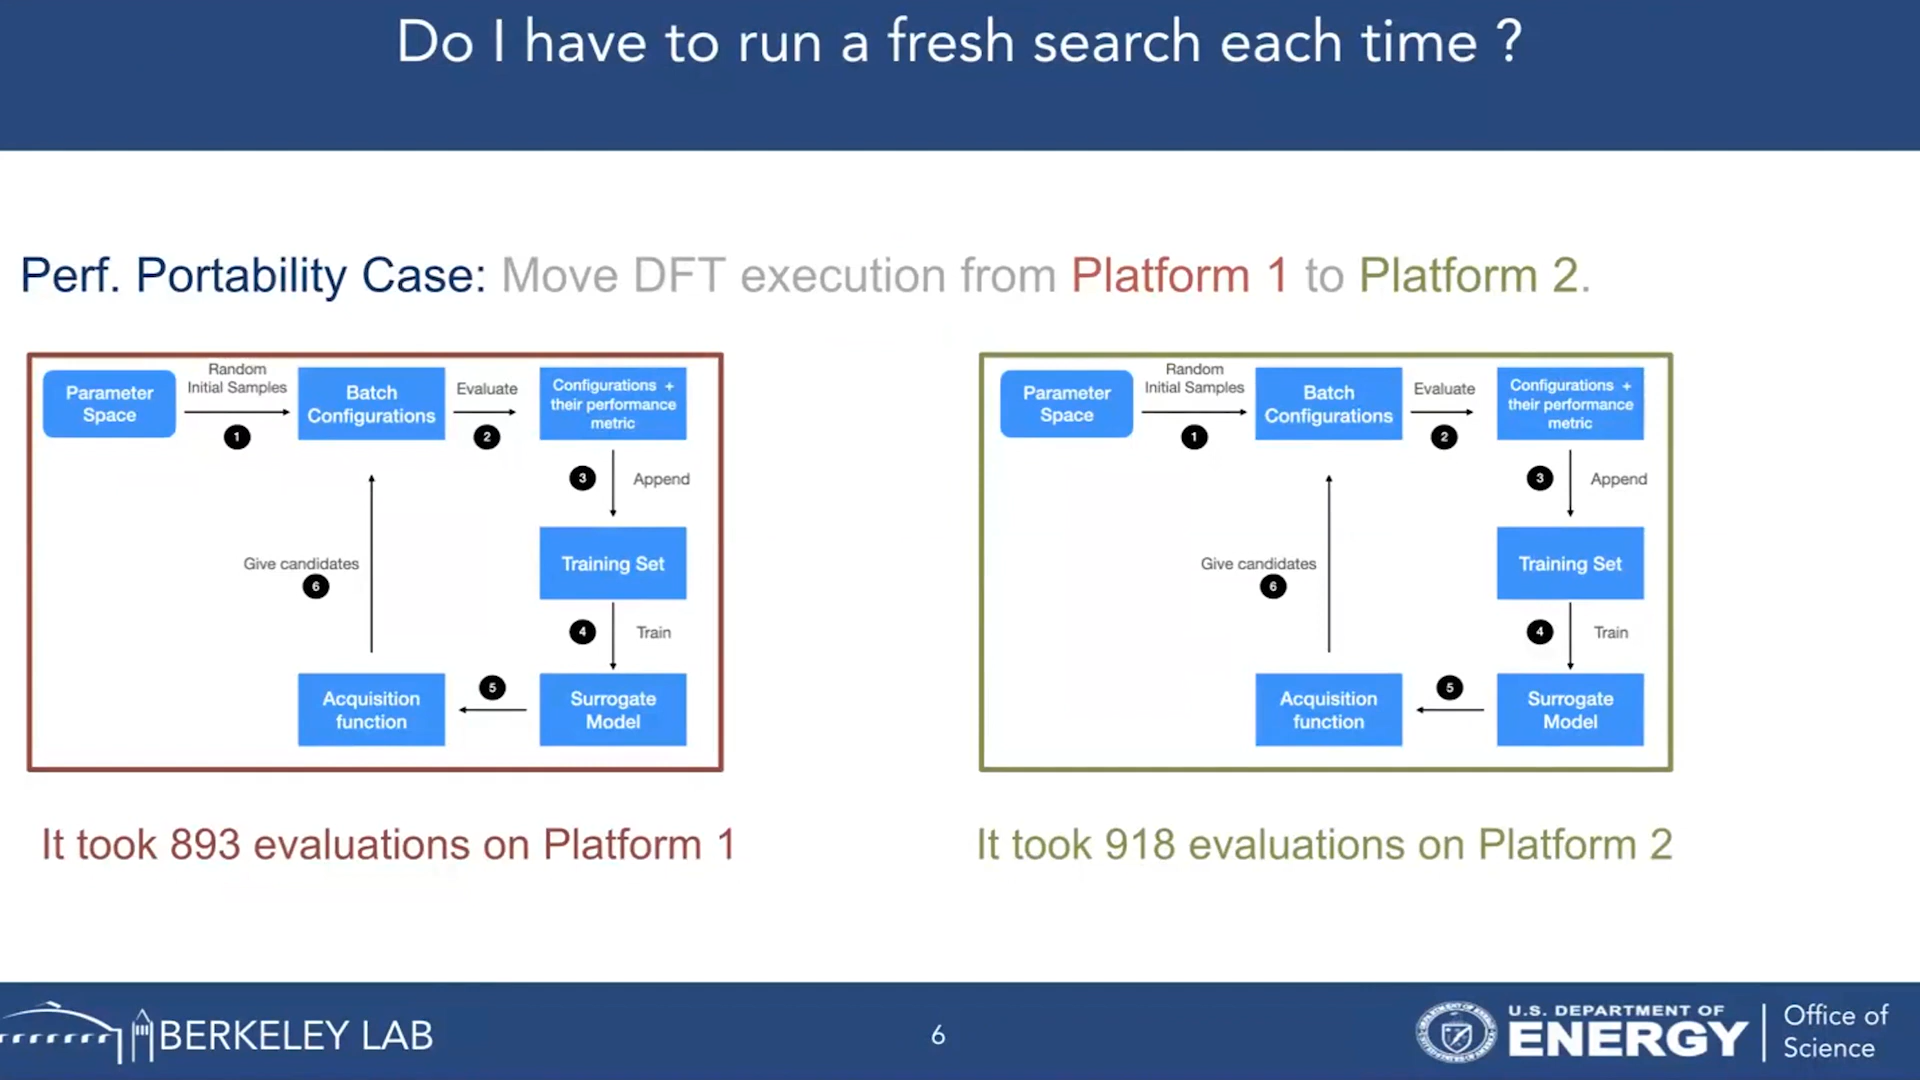 Do I have to run a fresh search each time ?
Perf. Portability Case: Move DFT execution from Platform 1 to Platform 2.
Parameter
Space
Random
Initial Samples
1
Batch
Configurations
Evaluate
2
Configurations +
their performance
metric
3
Append
Training Set
4
Train
Surrogate
Model
5
Acquisition
function
Give candidates
6
It took 893 evaluations on Platform 1
Parameter
Space
Random
Initial Samples
1
Batch
Configurations
Evaluate
2
Configurations +
their performance
metric
3
Append
Training Set
4
Train
Surrogate
Model
5
Acquisition
function
Give candidates
6
It took 918 evaluations on Platform 2
BERKELEY LAB
6
U.S. DEPARTMENT OF
ENERGY
Office of
Science